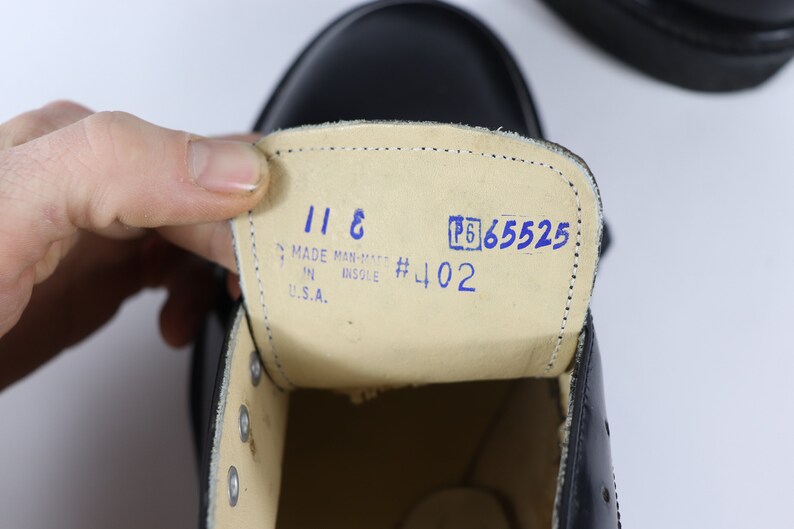 11 E P6 65525
MADE MAN-MADE #402
IN INSOLE
U.S.A.